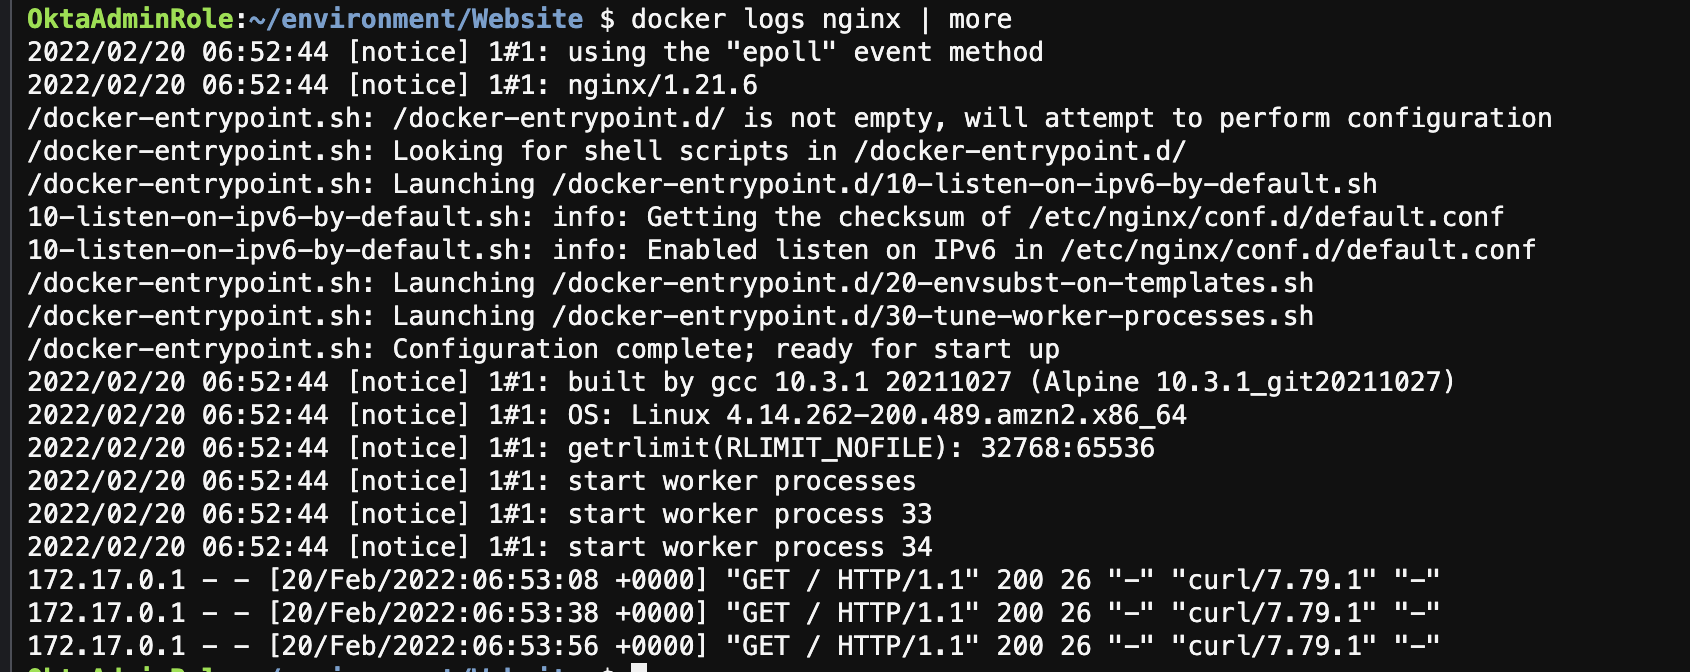 OktaAdminRole:~/environment/Website $ docker logs nginx | more
2022/02/20 06:52:44 [notice] 1#1: using the "epoll" event method
2022/02/20 06:52:44 [notice] 1#1: nginx/1.21.6
/docker-entrypoint.sh: /docker-entrypoint.d/ is not empty, will attempt to perform configuration
/docker-entrypoint.sh: Looking for shell scripts in /docker-entrypoint.d/
/docker-entrypoint.sh: Launching /docker-entrypoint.d/10-listen-on-ipv6-by-default.sh
10-listen-on-ipv6-by-default.sh: info: Getting the checksum of /etc/nginx/conf.d/default.conf
10-listen-on-ipv6-by-default.sh: info: Enabled listen on IPv6 in /etc/nginx/conf.d/default.conf
/docker-entrypoint.sh: Launching /docker-entrypoint.d/20-envsubst-on-templates.sh
/docker-entrypoint.sh: Launching /docker-entrypoint.d/30-tune-worker-processes.sh
/docker-entrypoint.sh: Configuration complete; ready for start up
2022/02/20 06:52:44 [notice] 1#1: built by gcc 10.3.1 20211027 (Alpine 10.3.1_git20211027)
2022/02/20 06:52:44 [notice] 1#1: OS: Linux 4.14.262-200.489.amzn2.x86_64
2022/02/20 06:52:44 [notice] 1#1: getrlimit(RLIMIT_NOFILE): 32768:65536
2022/02/20 06:52:44 [notice] 1#1: start worker processes
2022/02/20 06:52:44 [notice] 1#1: start worker process 33
2022/02/20 06:52:44 [notice] 1#1: start worker process 34
172.17.0.1 - - [20/Feb/2022:06:53:08 +0000] "GET / HTTP/1.1" 200 26 "-" "curl/7.79.1" "-"
172.17.0.1 - - [20/Feb/2022:06:53:38 +0000] "GET / HTTP/1.1" 200 26 "-" "curl/7.79.1" "-"
172.17.0.1 - - [20/Feb/2022:06:53:56 +0000] "GET / HTTP/1.1" 200 26 "-" "curl/7.79.1" "-"
OktaAdminRole:~/environment/Website $